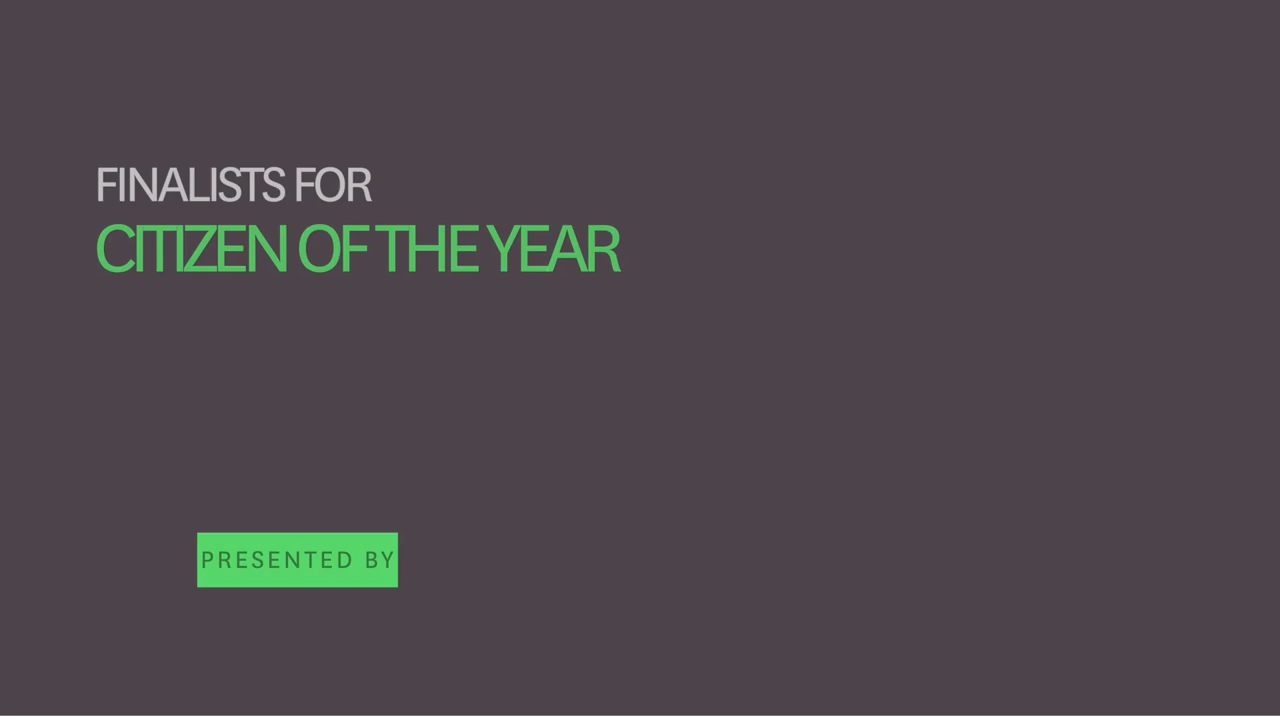 FINALISTS FOR
CITIZEN OF THE YEAR
PRESENTED BY